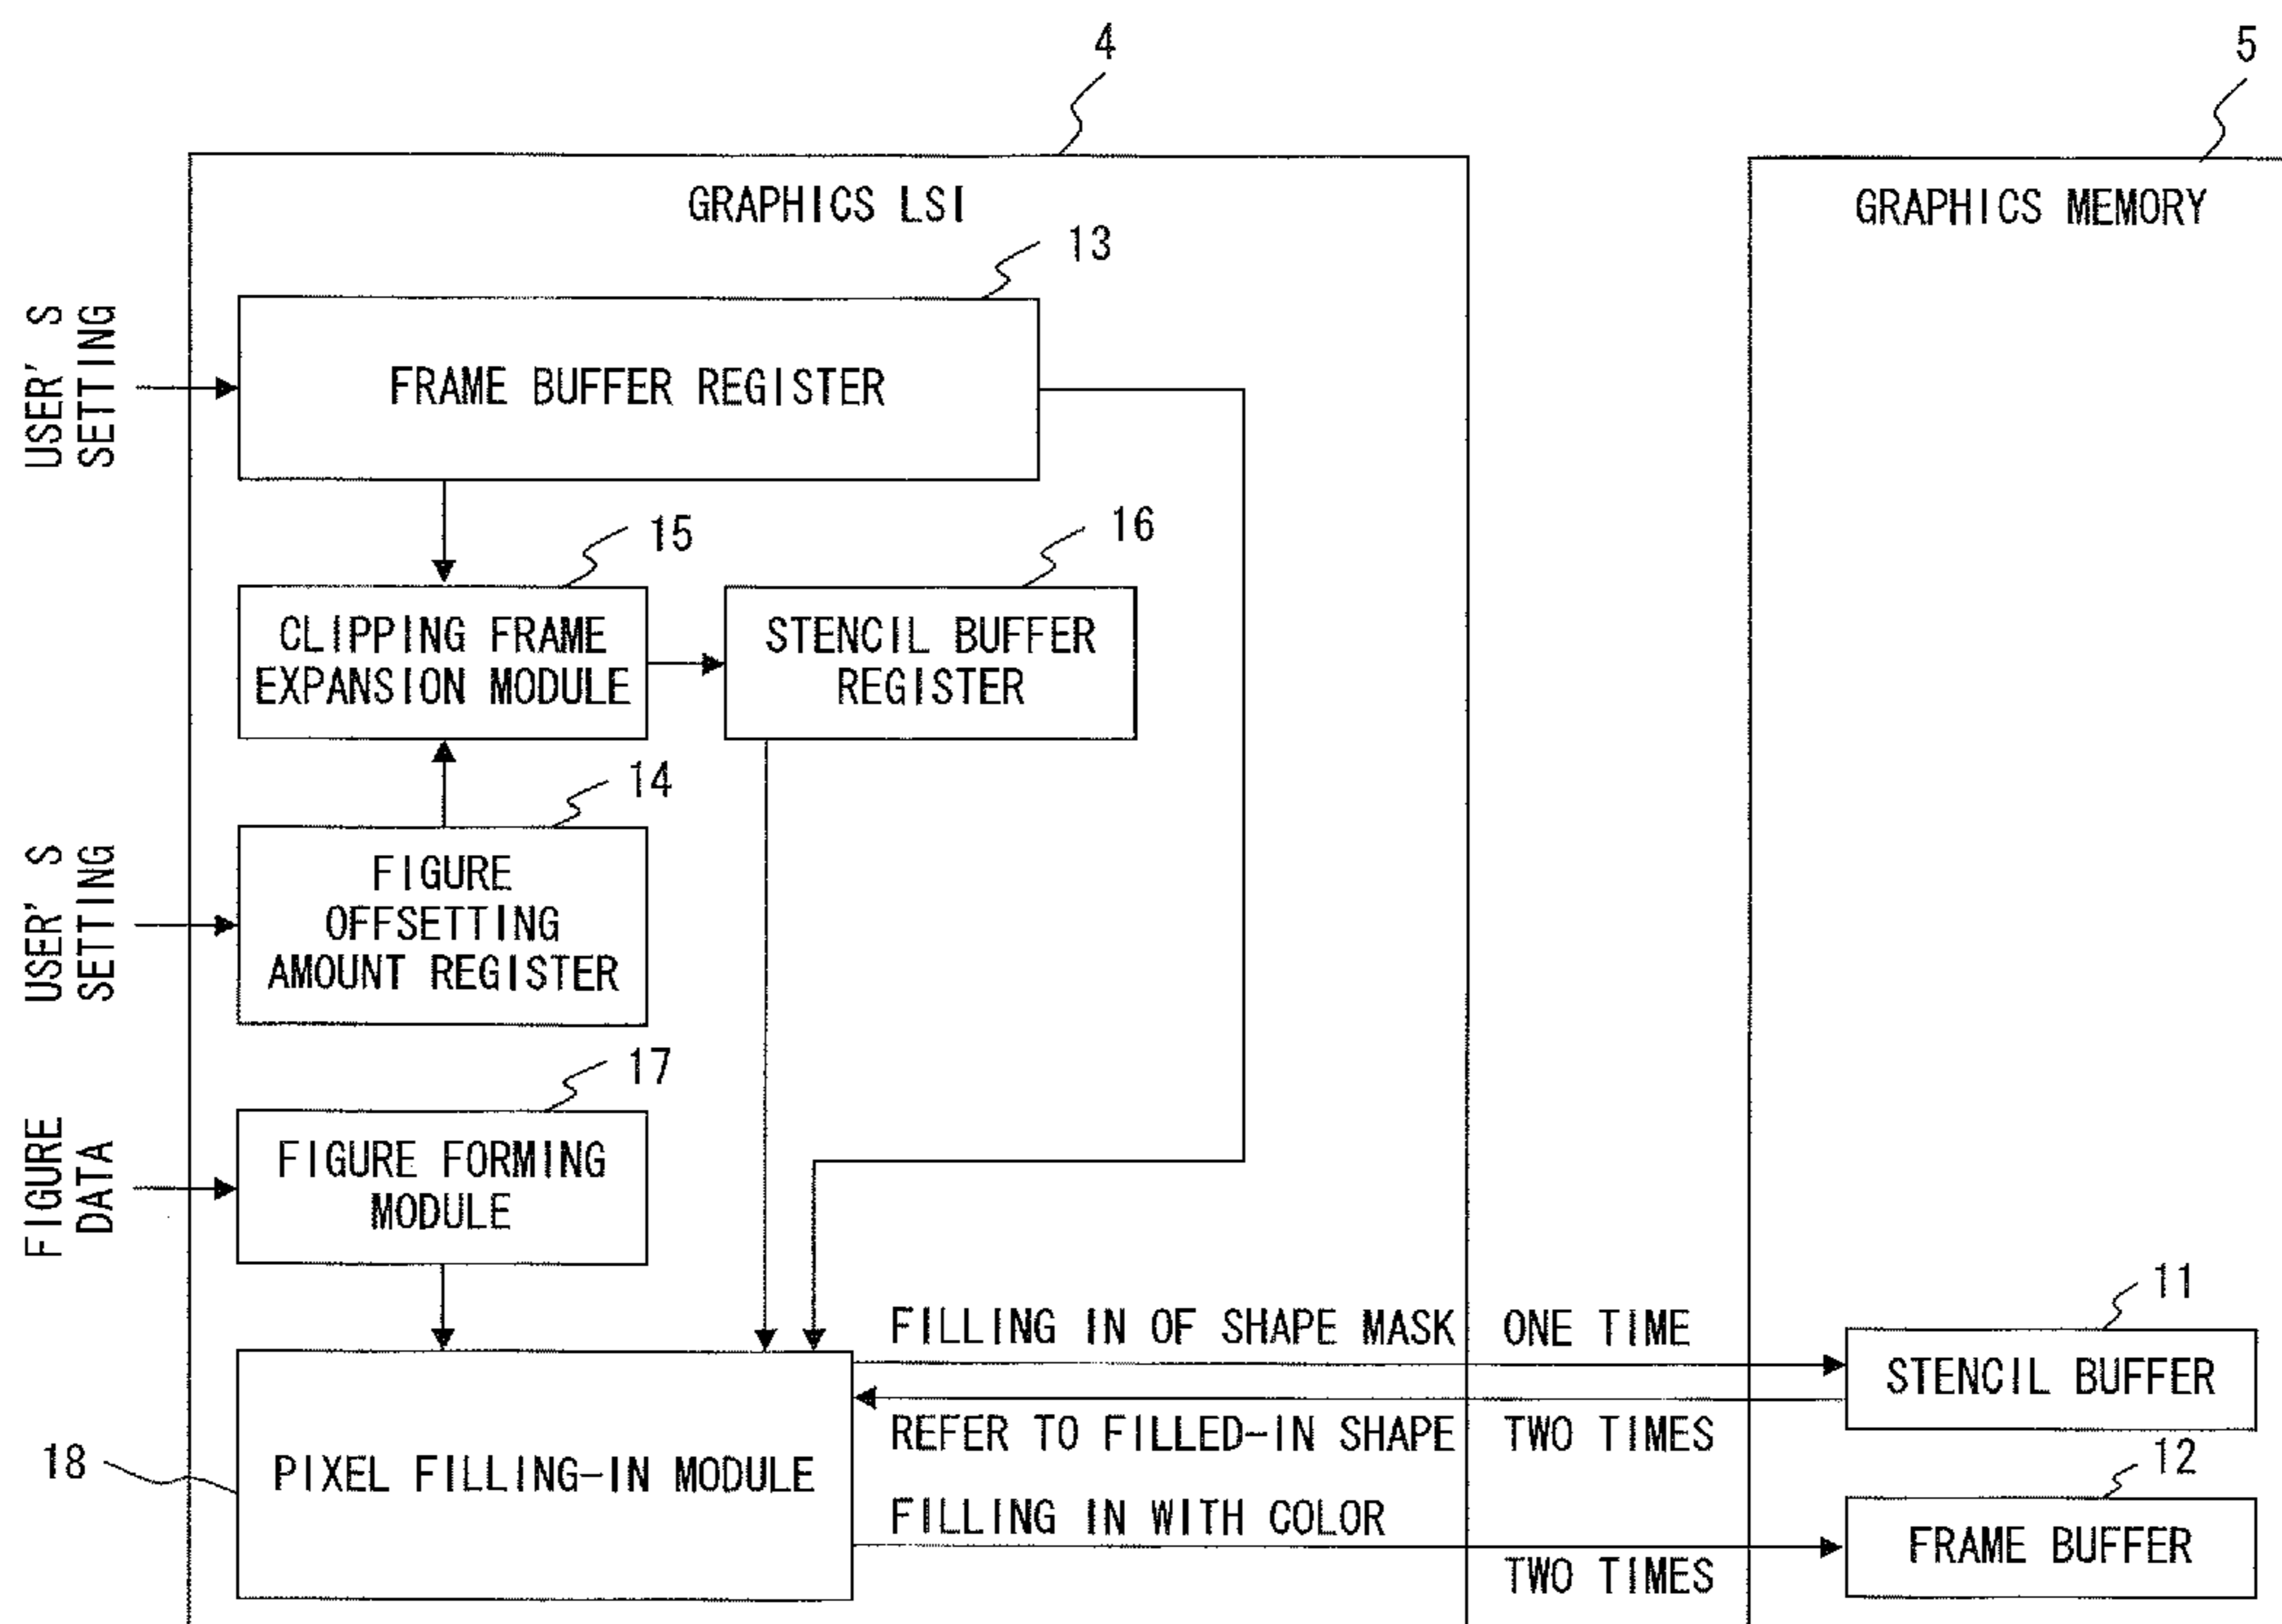 4
5
GRAPHICS LSI
GRAPHICS MEMORY
13
USER'S
SETTING
FRAME BUFFER REGISTER
15
16
CLIPPING FRAME
EXPANSION MODULE
STENCIL BUFFER
REGISTER
14
USER'S
SETTING
FIGURE
OFFSETTING
AMOUNT REGISTER
17
FIGURE
DATA
FIGURE FORMING
MODULE
11
FILLING IN OF SHAPE MASK ONE TIME
STENCIL BUFFER
REFER TO FILLED-IN SHAPE TWO TIMES
18
PIXEL FILLING-IN MODULE
12
FILLING IN WITH COLOR
FRAME BUFFER
TWO TIMES